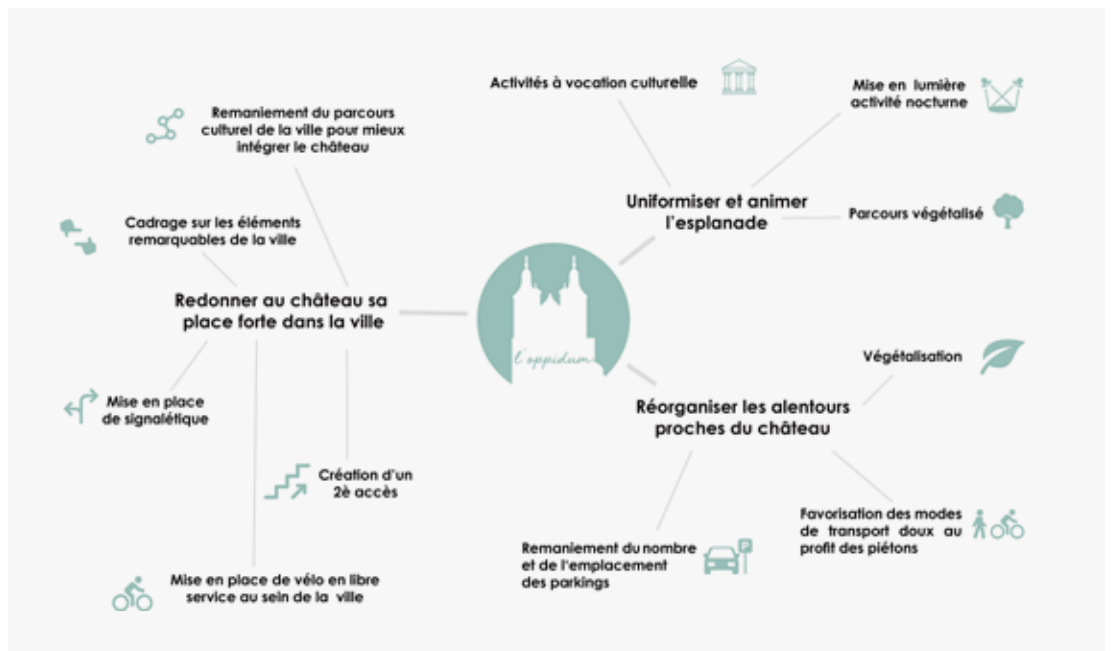 Activités à vocation culturelle
Mise en lumière
activité nocturne
Remaniement du parcours
culturel de la ville pour mieux
intégrer le château
Uniformiser et animer
l'esplanade
Parcours végétalisé
Cadrage sur les éléments
remarquables de la ville
Redonner au château sa
place forte dans la ville
l'oppidum
Végétalisation
Mise en place
de signalétique
Réorganiser les alentours
proches du château
Création d'un
2è accès
Favorisation des modes
de transport doux au
profit des piétons
Remaniement du nombre
et de l'emplacement
des parkings
P
Mise en place de vélo en libre
service au sein de la ville